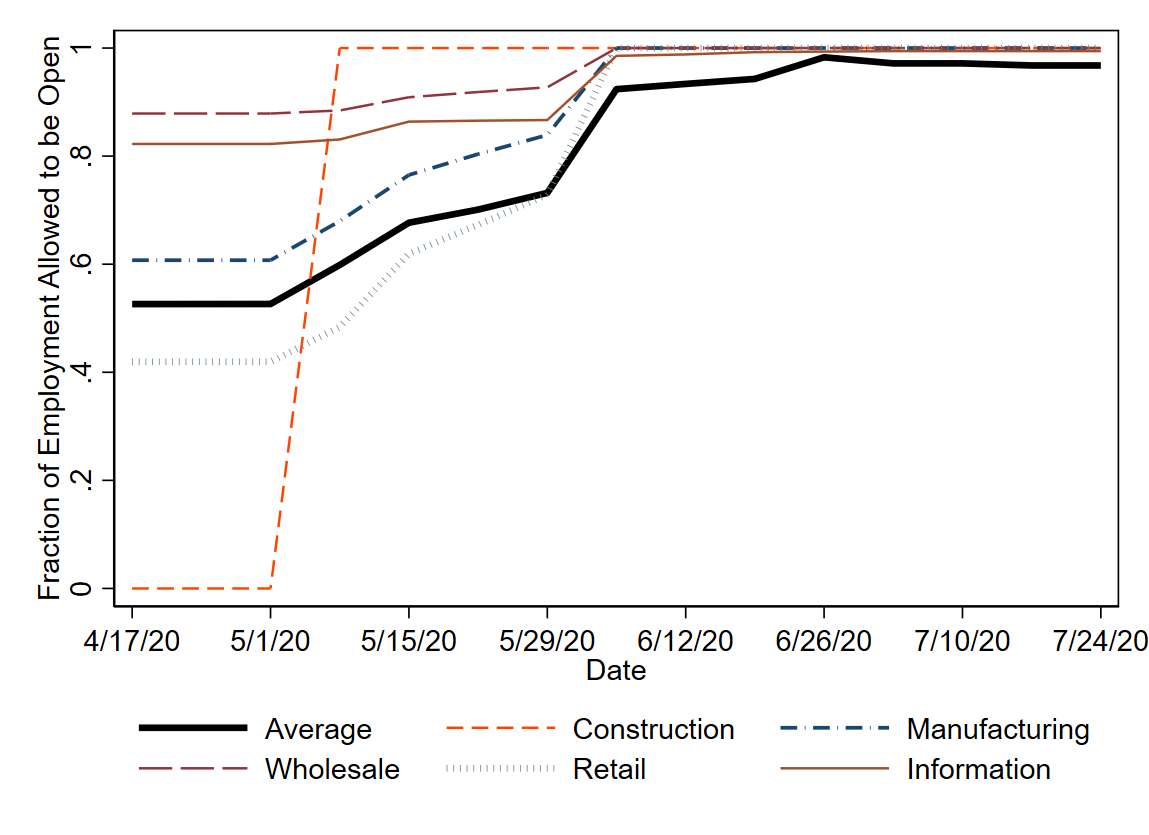 Fraction of Employment Allowed to be Open
1
.8
.6
.4
.2
0
4/17/20 5/1/20 5/15/20 5/29/20 6/12/20 6/26/20 7/10/20 7/24/20
Date
Average Construction Manufacturing
Wholesale Retail Information